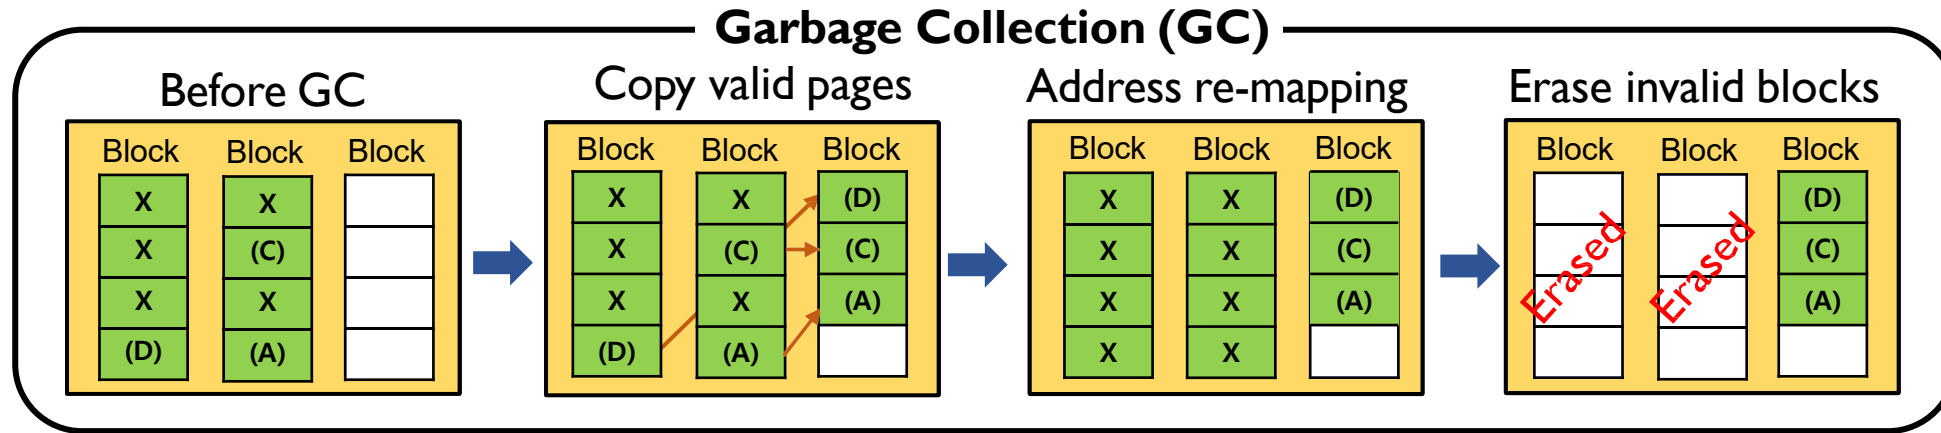 Garbage Collection (GC)
Before GC
Block Block Block
X X
X (C)
X X
(D) (A)
Copy valid pages
Block Block Block
X X (D)
X (C) (C)
X X (A)
(D) (A)
Address re-mapping
Block Block Block
X X (D)
X X (C)
X X (A)
X X
Erase invalid blocks
Block Block Block
(D)
(C)
(A)
Erased Erased